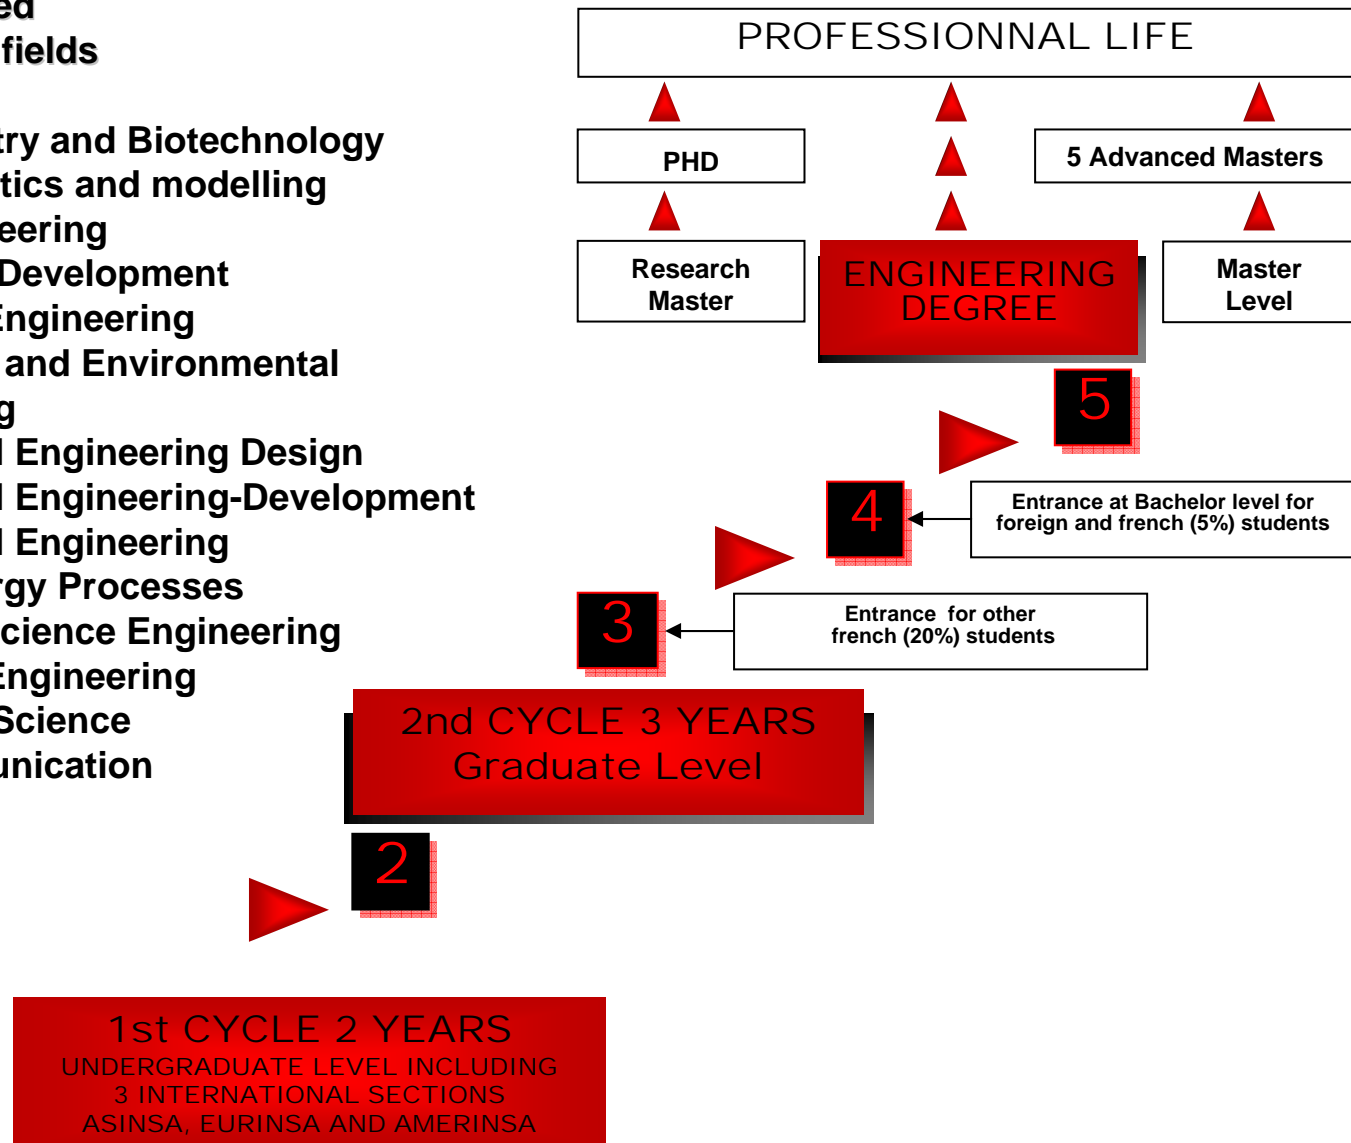 ed
fields
try and Biotechnology
tics and modelling
eering
Development
Engineering
and Environmental
g
l Engineering Design
l Engineering-Development
l Engineering
rgy Processes
cience Engineering
Engineering
Science
unication
PROFESSIONNAL LIFE
PHD
5 Advanced Masters
Research
Master
ENGINEERING
DEGREE
Master
Level
5
4
Entrance at Bachelor level for
foreign and french (5%) students
3
Entrance for other
french (20%) students
2nd CYCLE 3 YEARS
Graduate Level
2
1st CYCLE 2 YEARS
UNDERGRADUATE LEVEL INCLUDING
3 INTERNATIONAL SECTIONS
ASINSA, EURINSA AND AMERINSA